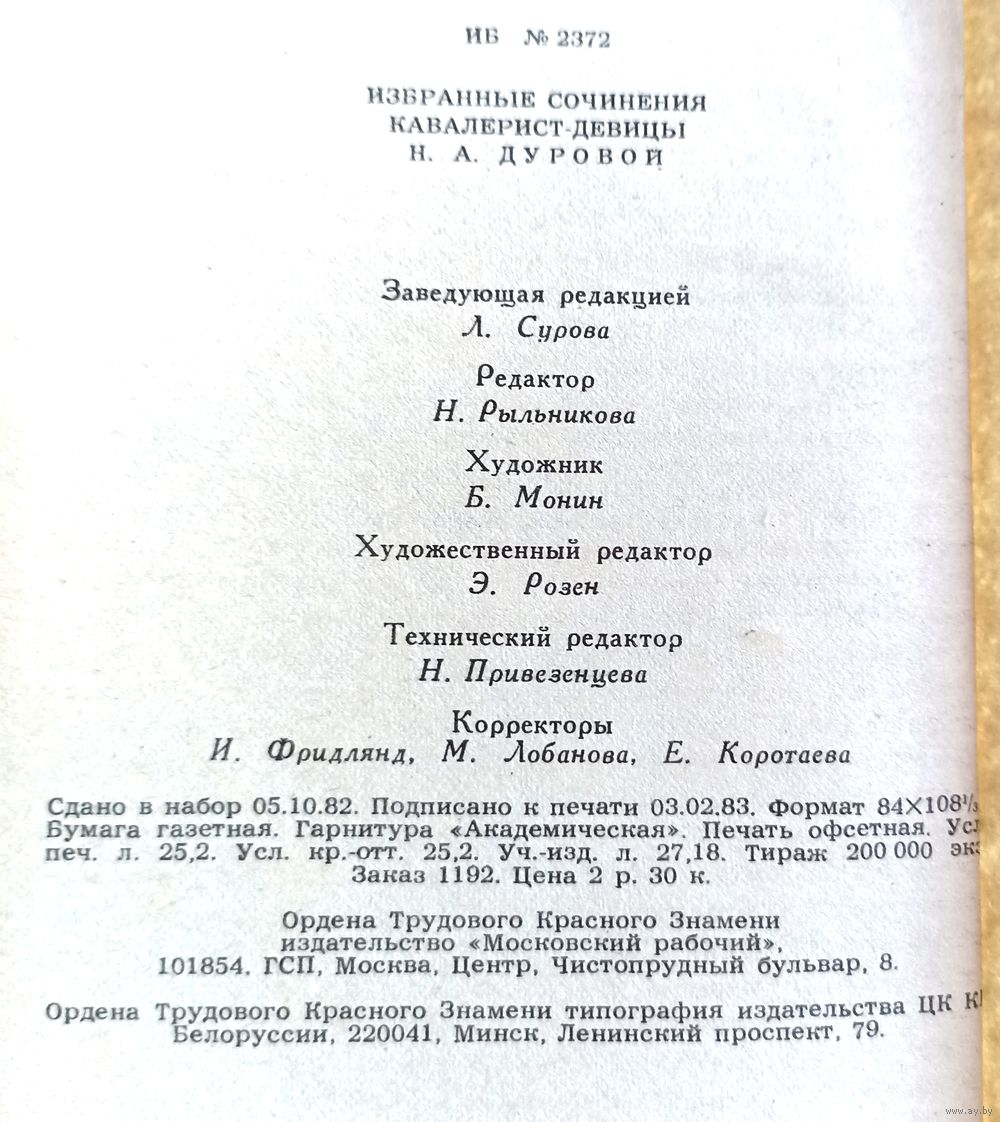 ИБ № 2372
ИЗБРАННЫЕ СОЧИНЕНИЯ
КАВАЛЕРИСТ-ДЕВИЦЫ
Н. А. ДУРОВОЙ
Заведующая редакцией
Л. Сурова
Редактор
Н. Рыльникова
Художник
Б. Монин
Художественный редактор
Э. Розен
Технический редактор
Н. Привезенцева
Корректоры
И. Фридлянд, М. Лобанова, Е. Коротаева
Сдано в набор 05.10.82. Подписано к печати 03.02.83. Формат 84Х108
Бумага газетная. Гарнитура «Академическая». Печать офсетная.
печ. л. 25,2. Усл. кр.-отт. 25,2. Уч.-изд. л. 27,18. Тираж 200 000
Заказ 1192. Цена 2 р. 30 к.
Ордена Трудового Красного Знамени
издательство «Московский рабочий»,
101854. ГСП, Москва, Центр, Чистопрудный бульвар, 8.
Ордена Трудового Красного Знамени типография издательства ЦК
Белоруссии, 220041, Минск, Ленинский проспект, 79.
www.ay.by